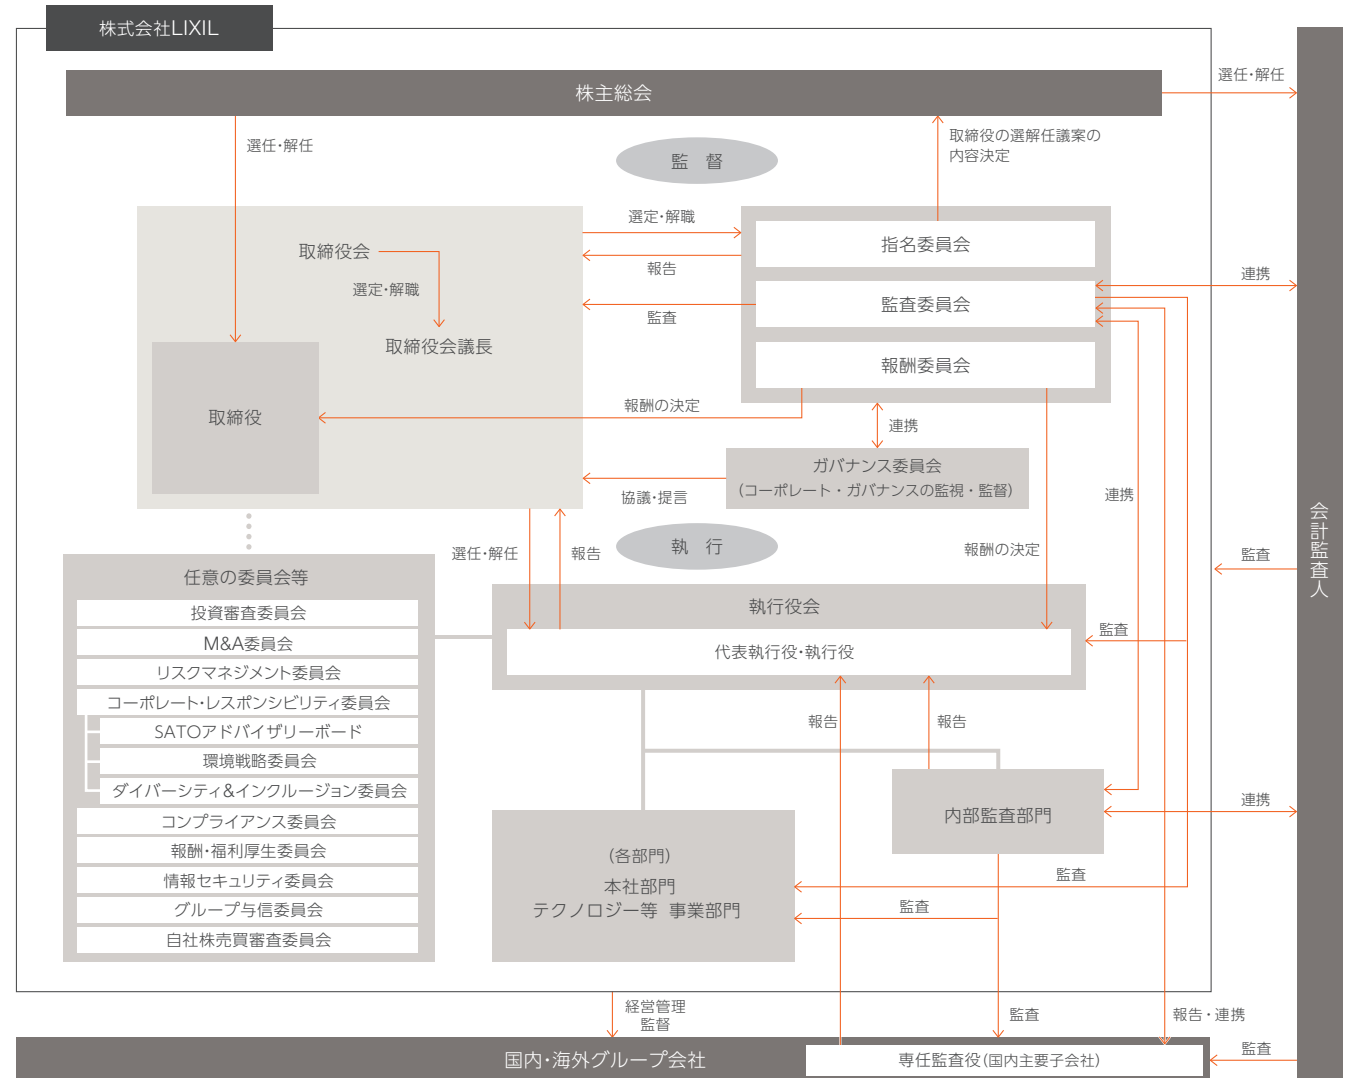 株式会社LIXIL
選任・解任
株主総会
選任・解任
取締役の選解任議案の
内容決定
監 督
選定・解職
取締役会
指名委員会
報告
連携
選定・解職
監査委員会
監査
取締役会議長
報酬委員会
取締役
報酬の決定
連携
ガバナンス委員会
(コーポレート・ガバナンスの監視・監督)
協議・提言
連携
会計監査人
執 行
選任・解任
報告
報酬の決定
監査
任意の委員会等
投資審査委員会
M&A委員会
リスクマネジメント委員会
コーポレート・レスポンシビリティ委員会
SATOアドバイザリーボード
環境戦略委員会
ダイバーシティ&インクルージョン委員会
コンプライアンス委員会
報酬・福利厚生委員会
情報セキュリティ委員会
グループ与信委員会
自社株売買審査委員会
執行役会
代表執行役・執行役
監査
報告
報告
内部監査部門
連携
(各部門)
本社部門
テクノロジー等 事業部門
監査
監査
経営管理
監督
監査
報告・連携
国内・海外グループ会社
専任監査役(国内主要子会社)
監査